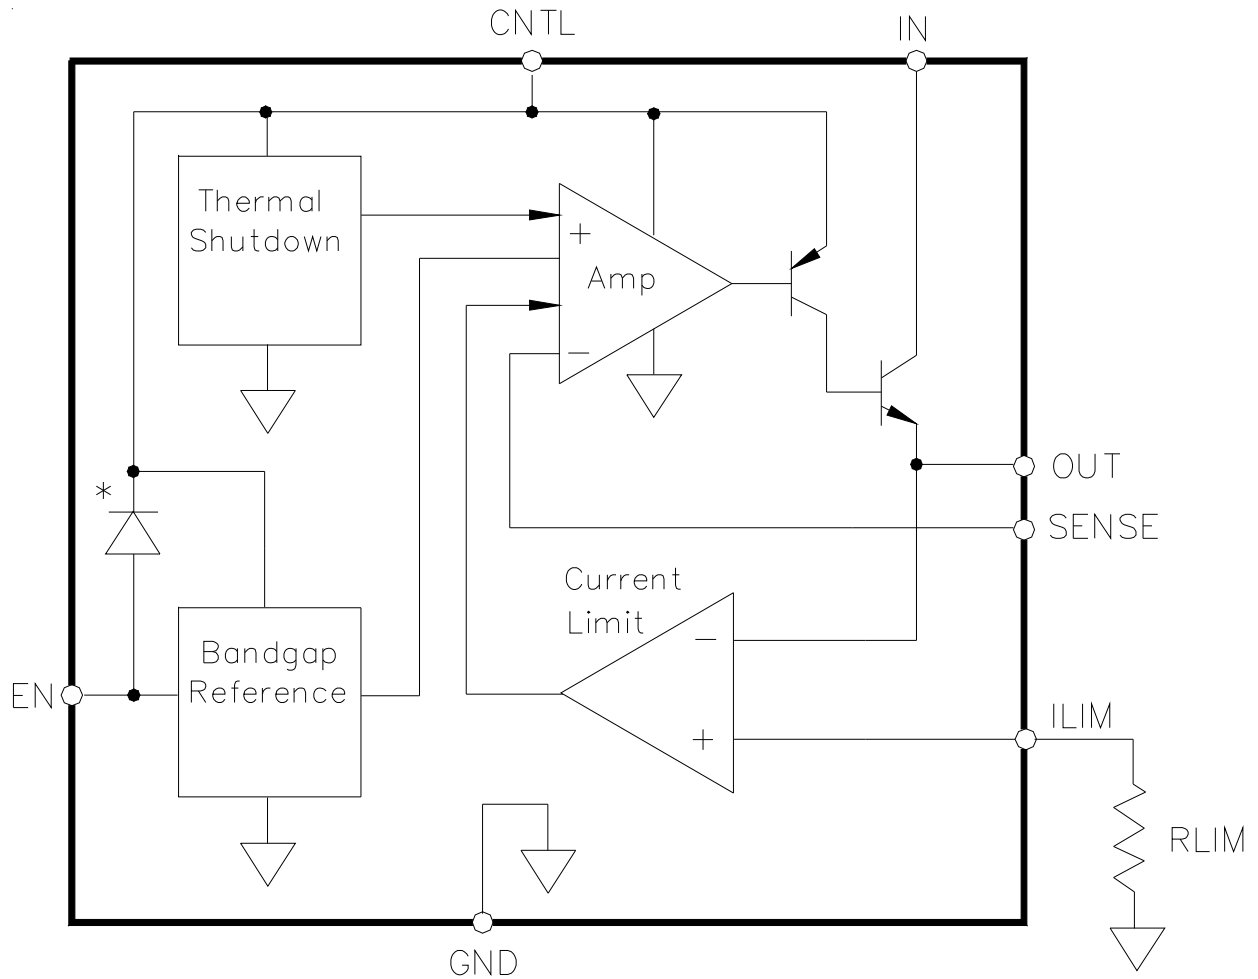 CNTL
IN
Thermal
Shutdown
+
Amp
−
OUT
*
SENSE
Current
Limit
−
Bandgap
Reference
EN
ILIM
+
RLIM
GND